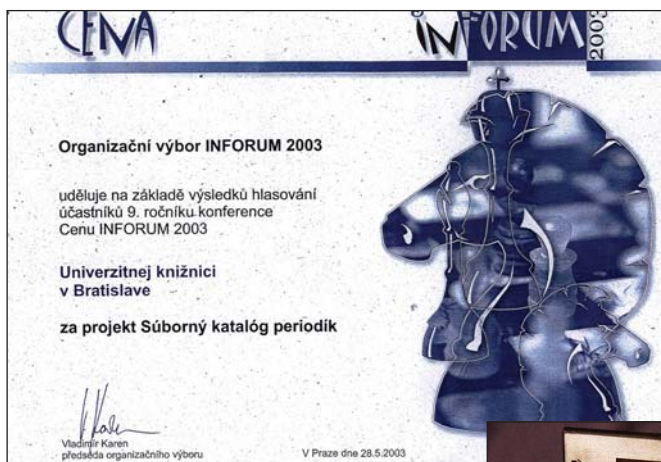 CENA
INFORUM
2003
Organizační výbor INFORUM 2003
uděluje na základě výsledků hlasování
účastníků 9. ročníku konference
Cenu INFORUM 2003
Univerzitnej knižnici
v Bratislave
za projekt Súborný katalóg periodík
Vladimír Karen
předseda organizačního výboru
V Praze dne 28.5.2003